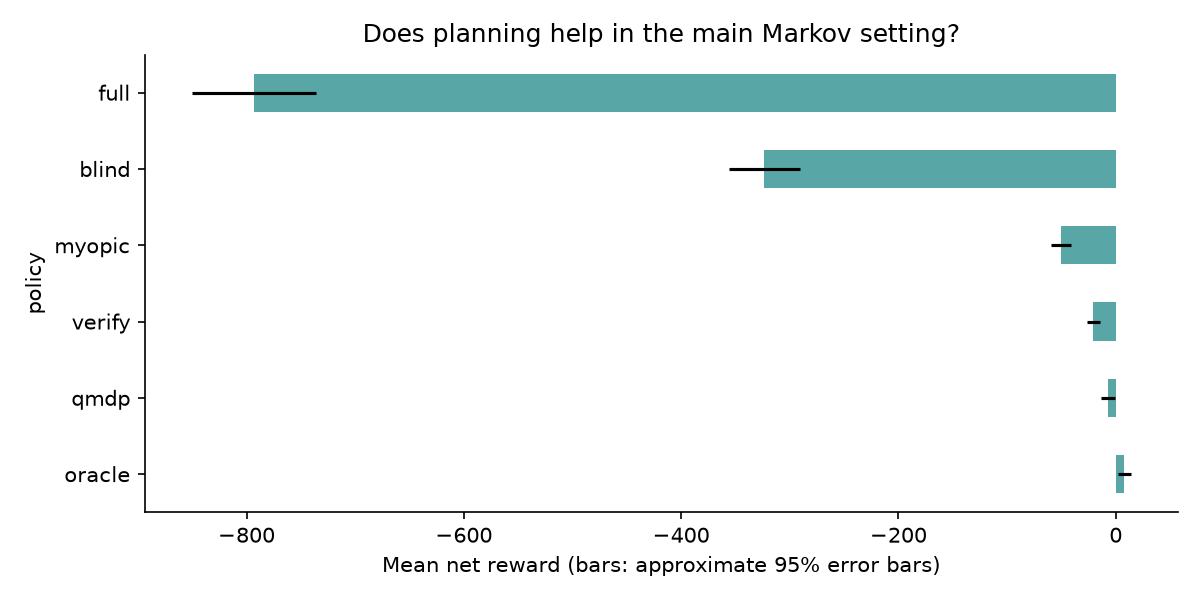 Does planning help in the main Markov setting?
full
blind
myopic
verify
qmdp
oracle
policy
−800
−600
−400
−200
0
Mean net reward (bars: approximate 95% error bars)